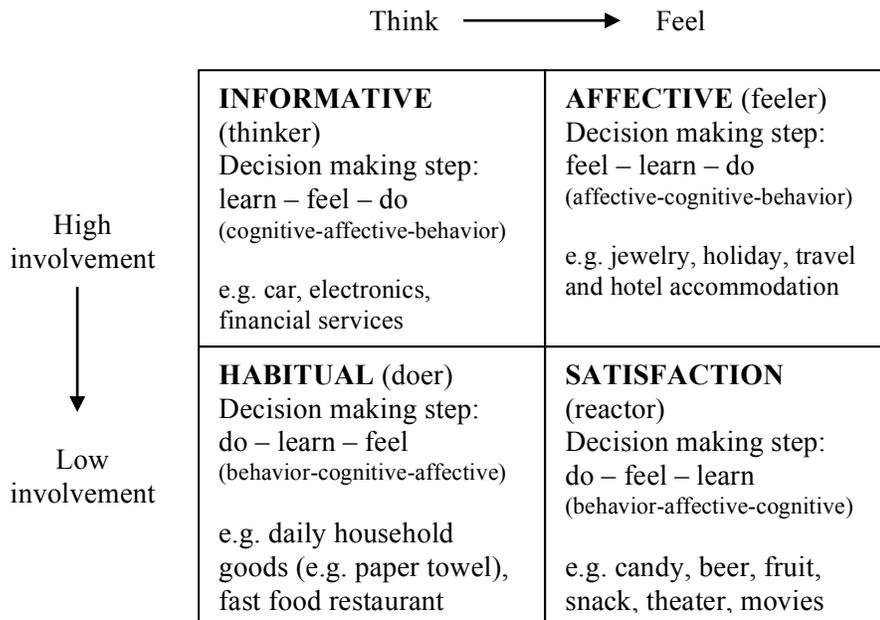 Think Feel
INFORMATIVE
(thinker)
Decision making step:
learn – feel – do
(cognitive-affective-behavior)
e.g. car, electronics,
financial services
AFFECTIVE (feeler)
Decision making step:
feel – learn – do
(affective-cognitive-behavior)
e.g. jewelry, holiday, travel
and hotel accommodation
High
involvement
HABITUAL (doer)
Decision making step:
do – learn – feel
(behavior-cognitive-affective)
e.g. daily household
goods (e.g. paper towel),
fast food restaurant
SATISFACTION
(reactor)
Decision making step:
do – feel – learn
(behavior-affective-cognitive)
e.g. candy, beer, fruit,
snack, theater, movies
Low
involvement